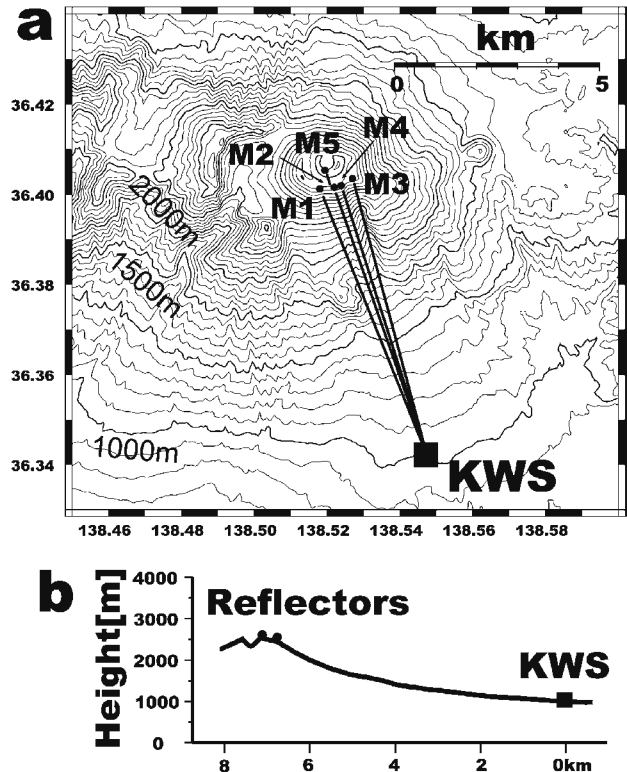 a
km
0 5
36.42
36.40
36.38
36.36
36.34
M5
M4
M2
M3
M1
2000m
1500m
1000m
KWS
138.46 138.48 138.50 138.52 138.54 138.56 138.58
b
Height[m]
4000
3000
2000
1000
0
Reflectors
KWS
8 6 4 2 0km